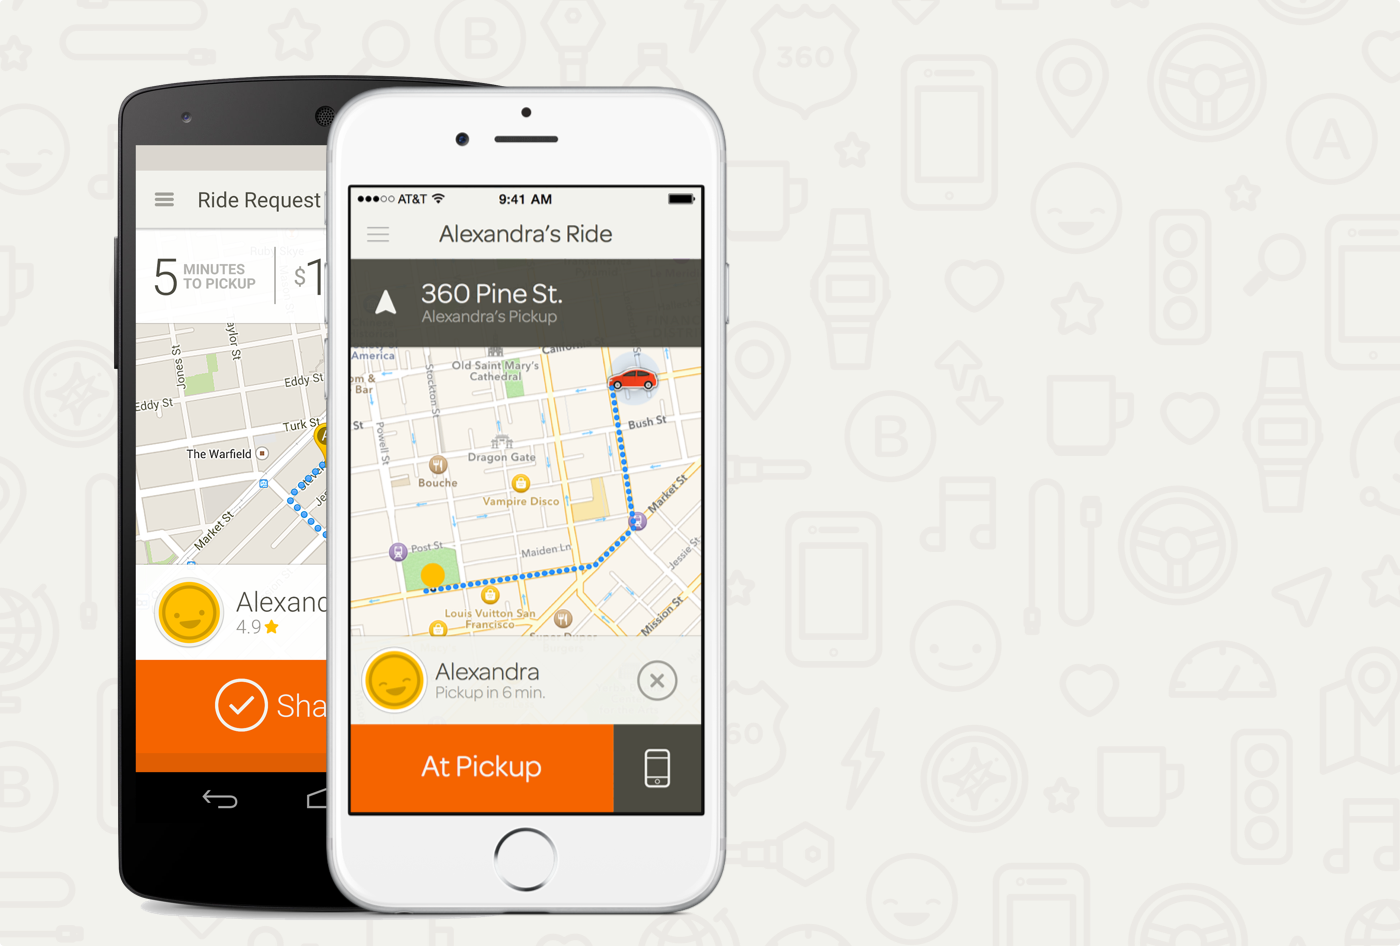 B
360
A
Ride Request
5 MINUTES
TO PICKUP
$1
Taylor St
Jones St
Eddy St
Eddy St
Turk St
The Warfield
Market St
Alexand
4.9
Sha
AT&T
9:41 AM
Alexandra's Ride
360 Pine St.
Alexandra's Pickup
America
California
Old Saint Mary's
Cathedral
om &
Bar
Stockton St
St
Powell St
Bush St
Dragon Gate
Bouche
Vampire Disco
Market St
Post St
Maiden Ln
Jessie St
Louis Vuitton San
Francisco
Mission St
Alexandra
Pickup in 6 min.
At Pickup
B
60
B